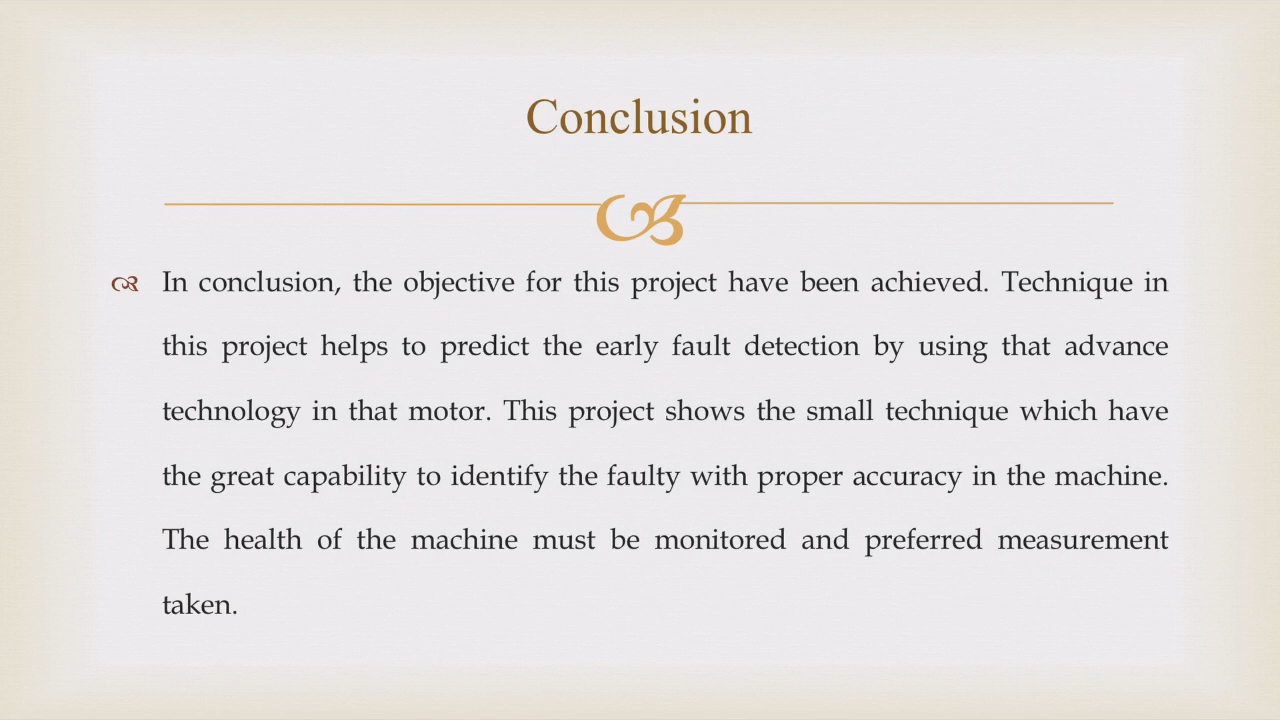 Conclusion
In conclusion, the objective for this project have been achieved. Technique in
this project helps to predict the early fault detection by using that advance
technology in that motor. This project shows the small technique which have
the great capability to identify the faulty with proper accuracy in the machine.
The health of the machine must be monitored and preferred measurement
taken.